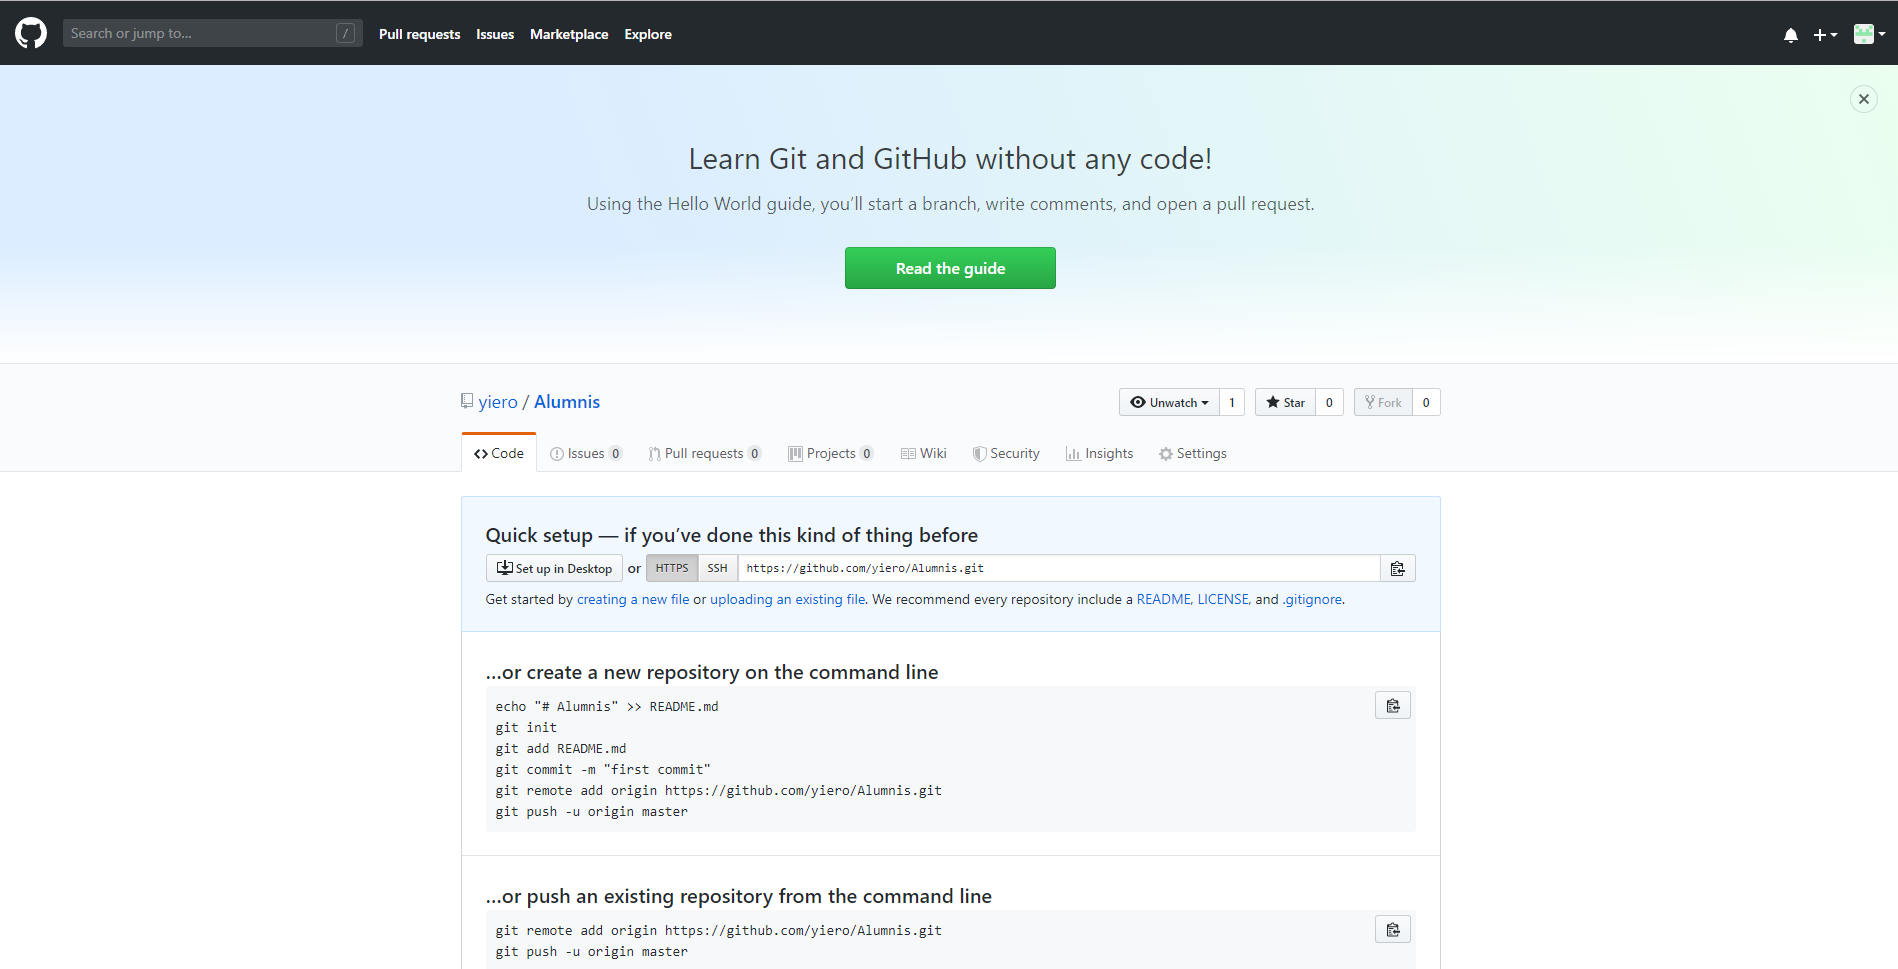 Search or jump to... / Pull requests Issues Marketplace Explore
Learn Git and GitHub without any code!
Using the Hello World guide, you’ll start a branch, write comments, and open a pull request.
Read the guide
yiero / Alumnis Unwatch 1 Star 0 Fork 0
Code Issues 0 Pull requests 0 Projects 0 Wiki Security Insights Settings
Quick setup — if you’ve done this kind of thing before
Set up in Desktop or HTTPS SSH https://github.com/yiero/Alumnis.git
Get started by creating a new file or uploading an existing file. We recommend every repository include a README, LICENSE, and .gitignore.
…or create a new repository on the command line
echo "# Alumnis" >> README.md
git init
git add README.md
git commit -m "first commit"
git remote add origin https://github.com/yiero/Alumnis.git
git push -u origin master
…or push an existing repository from the command line
git remote add origin https://github.com/yiero/Alumnis.git
git push -u origin master